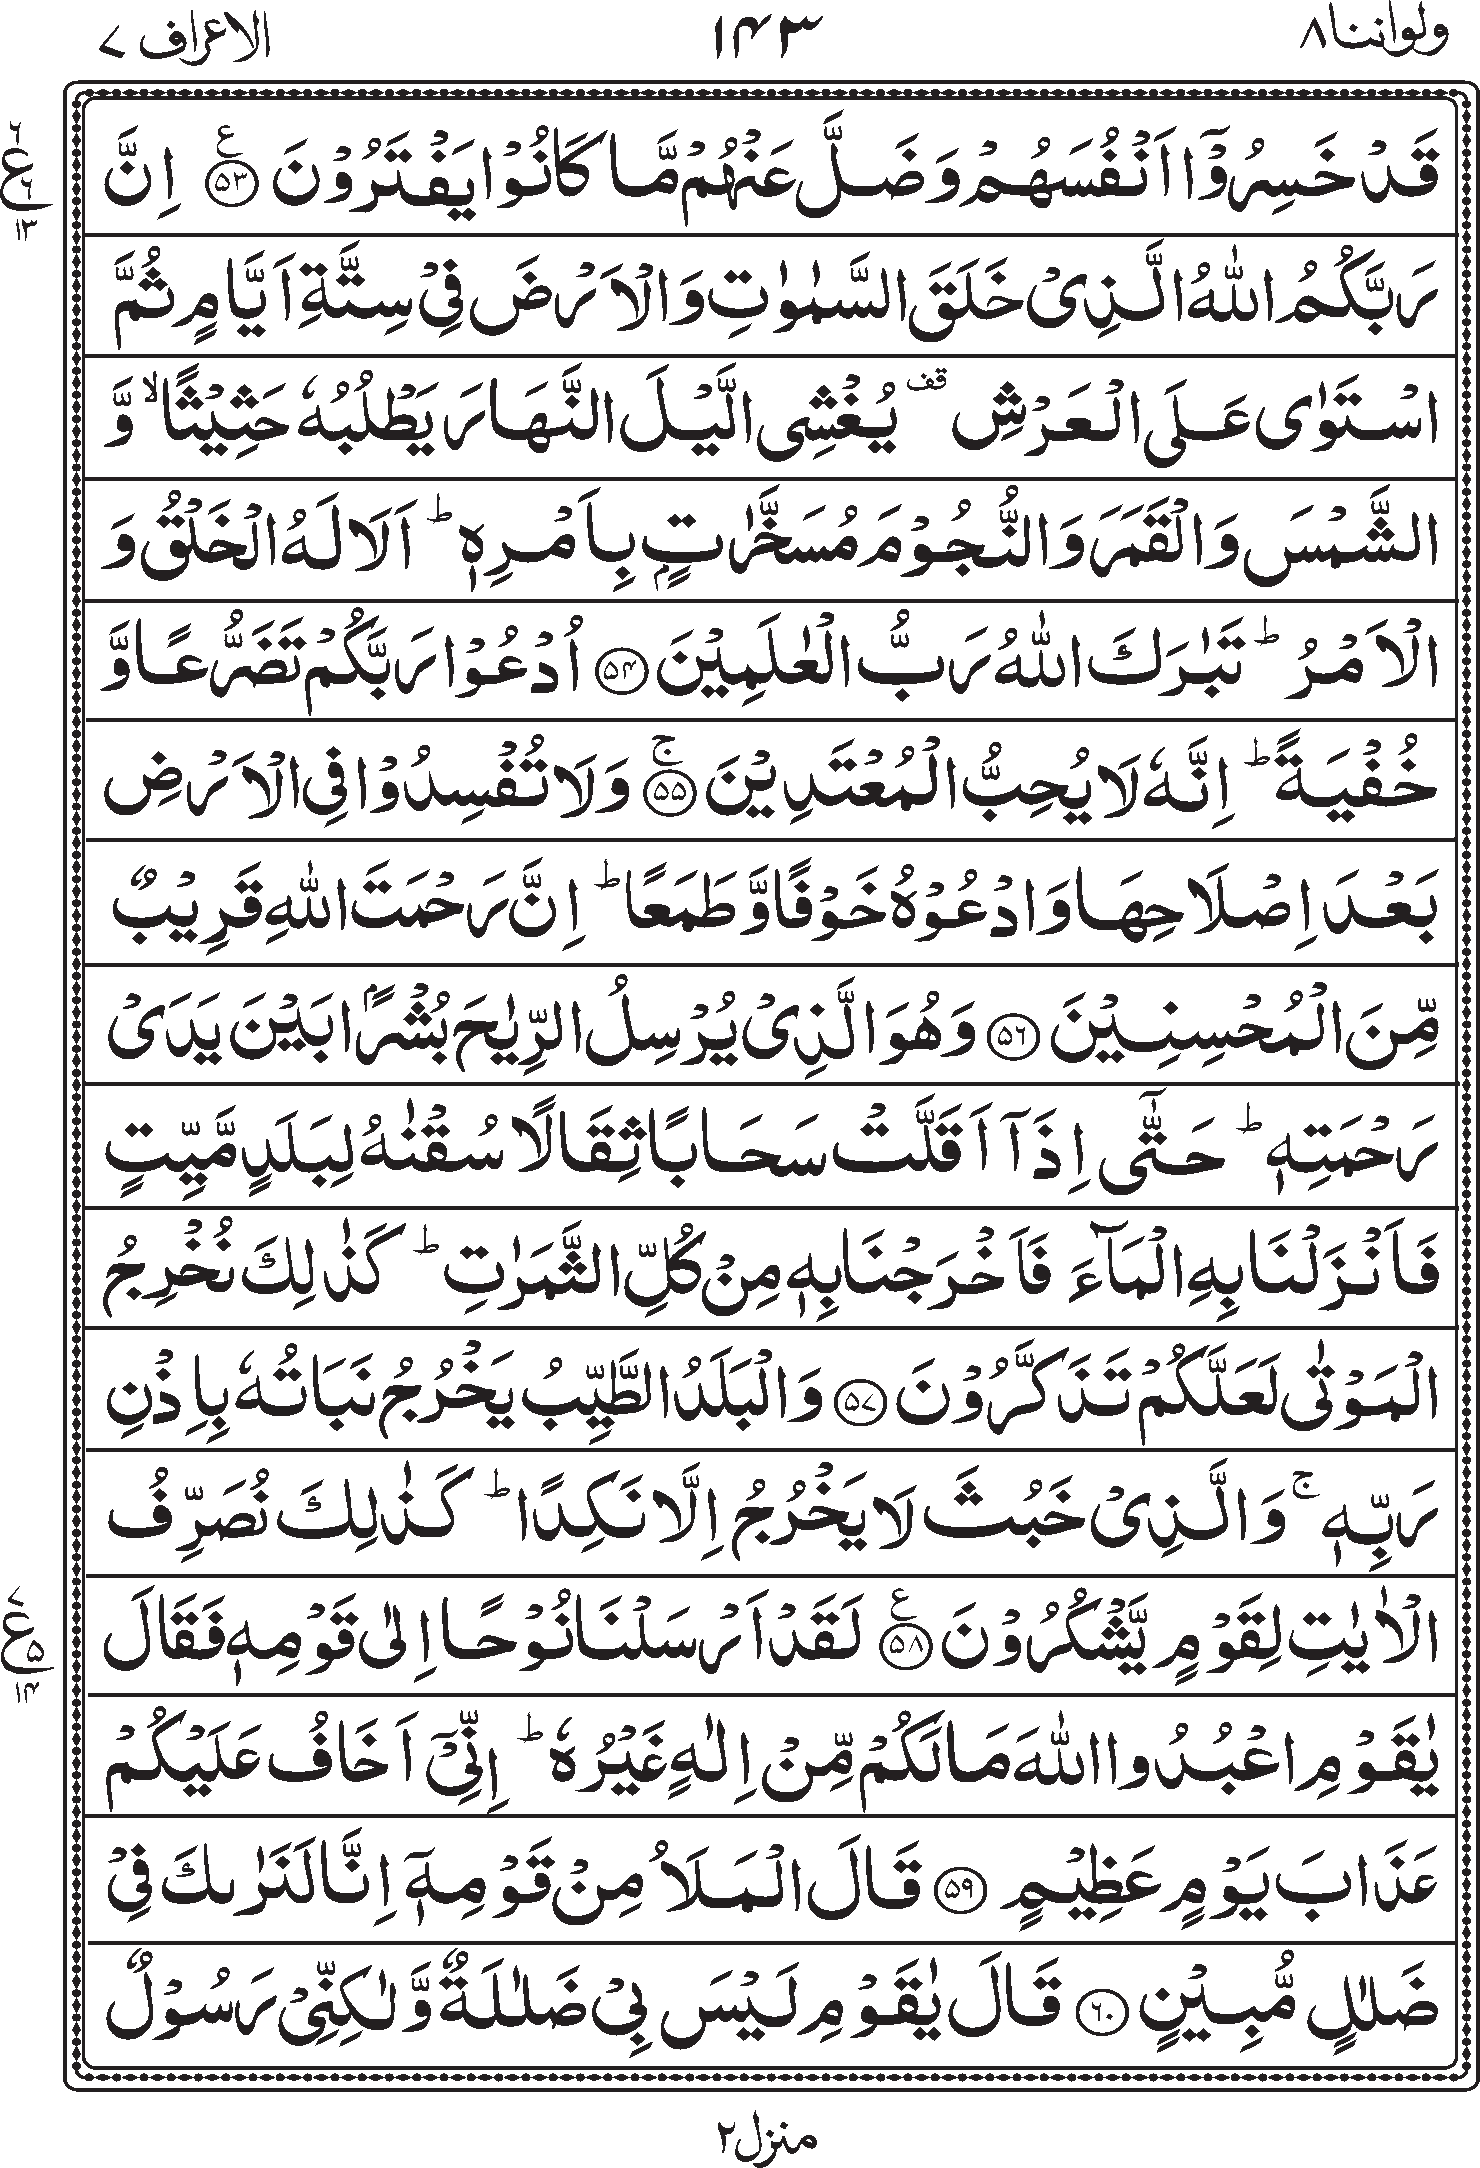 ولواننا ۸ ۱۴۳ الاعراف ۷
قَدْ خَسِرُوْۤا اَنْفُسَهُمْ وَضَلَّ عَنْهُمْ مَّا كَانُوْا يَفْتَرُوْنَ ۵۳ ع اِنَّ
ع ۶ ۶ ۱۳
رَبَّكُمُ اللّٰهُ الَّذِيْ خَلَقَ السَّمٰوٰتِ وَالْاَرْضَ فِيْ سِتَّةِ اَيَّامٍ ثُمَّ
اسْتَوٰى عَلَى الْعَرْشِ قف يُغْشِى الَّيْلَ النَّهَارَ يَطْلُبُهٗ حَثِيْثًا ۙ وَّ
الشَّمْسَ وَالْقَمَرَ وَالنُّجُوْمَ مُسَخَّرٰتٍۭ بِاَمْرِهٖ ؕ اَلَا لَهُ الْخَلْقُ وَ
الْاَمْرُ ؕ تَبٰرَكَ اللّٰهُ رَبُّ الْعٰلَمِيْنَ ۵۴ اُدْعُوْا رَبَّكُمْ تَضَرُّعًا وَّ
خُفْيَةً ؕ اِنَّهٗ لَا يُحِبُّ الْمُعْتَدِيْنَ ۵۵ ۚ وَلَا تُفْسِدُوْا فِى الْاَرْضِ
بَعْدَ اِصْلَاحِهَا وَادْعُوْهُ خَوْفًا وَّطَمَعًا ؕ اِنَّ رَحْمَتَ اللّٰهِ قَرِيْبٌ
مِّنَ الْمُحْسِنِيْنَ ۵۶ وَهُوَ الَّذِيْ يُرْسِلُ الرِّيٰحَ بُشْرًۢا بَيْنَ يَدَيْ
رَحْمَتِهٖ ؕ حَتّٰۤى اِذَاۤ اَقَلَّتْ سَحَابًا ثِقَالًا سُقْنٰهُ لِبَلَدٍ مَّيِّتٍ
فَاَنْزَلْنَا بِهِ الْمَآءَ فَاَخْرَجْنَا بِهٖ مِنْ كُلِّ الثَّمَرٰتِ ؕ كَذٰلِكَ نُخْرِجُ
الْمَوْتٰى لَعَلَّكُمْ تَذَكَّرُوْنَ ۵۷ وَالْبَلَدُ الطَّيِّبُ يَخْرُجُ نَبَاتُهٗ بِاِذْنِ
رَبِّهٖ ۚ وَالَّذِيْ خَبُثَ لَا يَخْرُجُ اِلَّا نَكِدًا ؕ كَذٰلِكَ نُصَرِّفُ
الْاٰيٰتِ لِقَوْمٍ يَّشْكُرُوْنَ ۵۸ ع لَقَدْ اَرْسَلْنَا نُوْحًا اِلٰى قَوْمِهٖ فَقَالَ
ع ۷ ۵ ۱۴
يٰقَوْمِ اعْبُدُوا اللّٰهَ مَا لَكُمْ مِّنْ اِلٰهٍ غَيْرُهٗ ؕ اِنِّيْۤ اَخَافُ عَلَيْكُمْ
عَذَابَ يَوْمٍ عَظِيْمٍ ۵۹ قَالَ الْمَلَاُ مِنْ قَوْمِهٖۤ اِنَّا لَنَرٰىكَ فِيْ
ضَلٰلٍ مُّبِيْنٍ ۶۰ قَالَ يٰقَوْمِ لَيْسَ بِيْ ضَلٰلَةٌ وَّلٰكِنِّيْ رَسُوْلٌ
منزل ۲